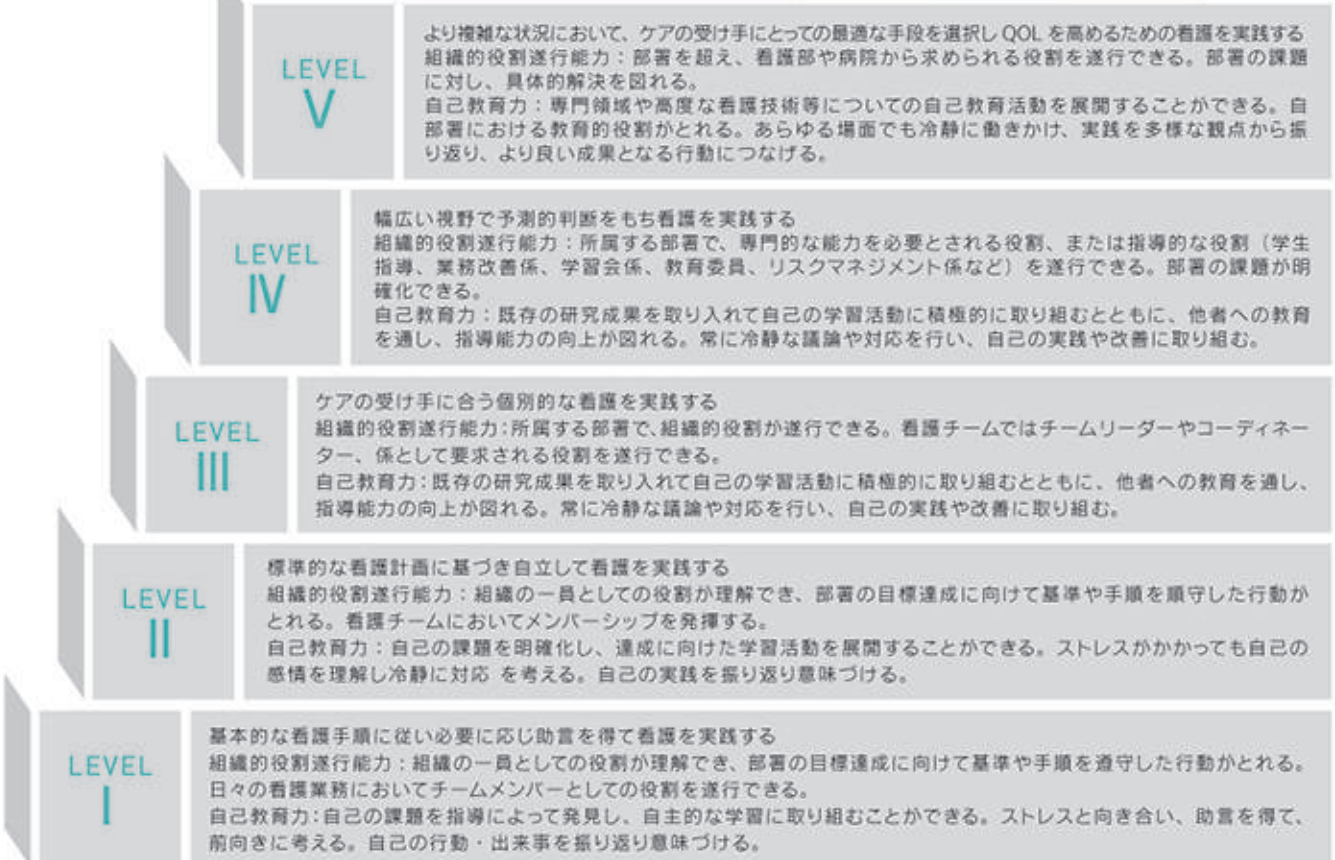 LEVEL
V
より複雑な状況において、ケアの受け手にとっての最適な手段を選択し QOL を高めるための看護を実践する
組織的役割遂行能力：部署を超え、看護部や病院から求められる役割を遂行できる。部署の課題
に対し、具体的解決を図れる。
自己教育力：専門領域や高度な看護技術等についての自己教育活動を展開することができる。自
部署における教育的役割がとれる。あらゆる場面でも冷静に働きかけ、実践を多様な観点から振
り返り、より良い成果となる行動につなげる。
LEVEL
IV
幅広い視野で予測的判断をもち看護を実践する
組織的役割遂行能力：所属する部署で、専門的な能力を必要とされる役割、または指導的な役割（学生
指導、業務改善係、学習会係、教育委員、リスクマネジメント係など）を遂行できる。部署の課題が明
確化できる。
自己教育力：既存の研究成果を取り入れて自己の学習活動に積極的に取り組むとともに、他者への教育
を通し、指導能力の向上が図れる。常に冷静な議論や対応を行い、自己の実践や改善に取り組む。
LEVEL
III
ケアの受け手に合う個別的な看護を実践する
組織的役割遂行能力：所属する部署で、組織的役割が遂行できる。看護チームではチームリーダーやコーディネー
ター、係として要求される役割を遂行できる。
自己教育力：既存の研究成果を取り入れて自己の学習活動に積極的に取り組むとともに、他者への教育を通し、
指導能力の向上が図れる。常に冷静な議論や対応を行い、自己の実践や改善に取り組む。
LEVEL
II
標準的な看護計画に基づき自立して看護を実践する
組織的役割遂行能力：組織の一員としての役割が理解でき、部署の目標達成に向けて基準や手順を順守した行動が
とれる。看護チームにおいてメンバーシップを発揮する。
自己教育力：自己の課題を明確化し、達成に向けた学習活動を展開することができる。ストレスがかかっても自己の
感情を理解し冷静に対応 を考える。自己の実践を振り返り意味づける。
LEVEL
I
基本的な看護手順に従い必要に応じ助言を得て看護を実践する
組織的役割遂行能力：組織の一員としての役割が理解でき、部署の目標達成に向けて基準や手順を遵守した行動がとれる。
日々の看護業務においてチームメンバーとしての役割を遂行できる。
自己教育力：自己の課題を指導によって発見し、自主的な学習に取り組むことができる。ストレスと向き合い、助言を得て、
前向きに考える。自己の行動・出来事を振り返り意味づける。